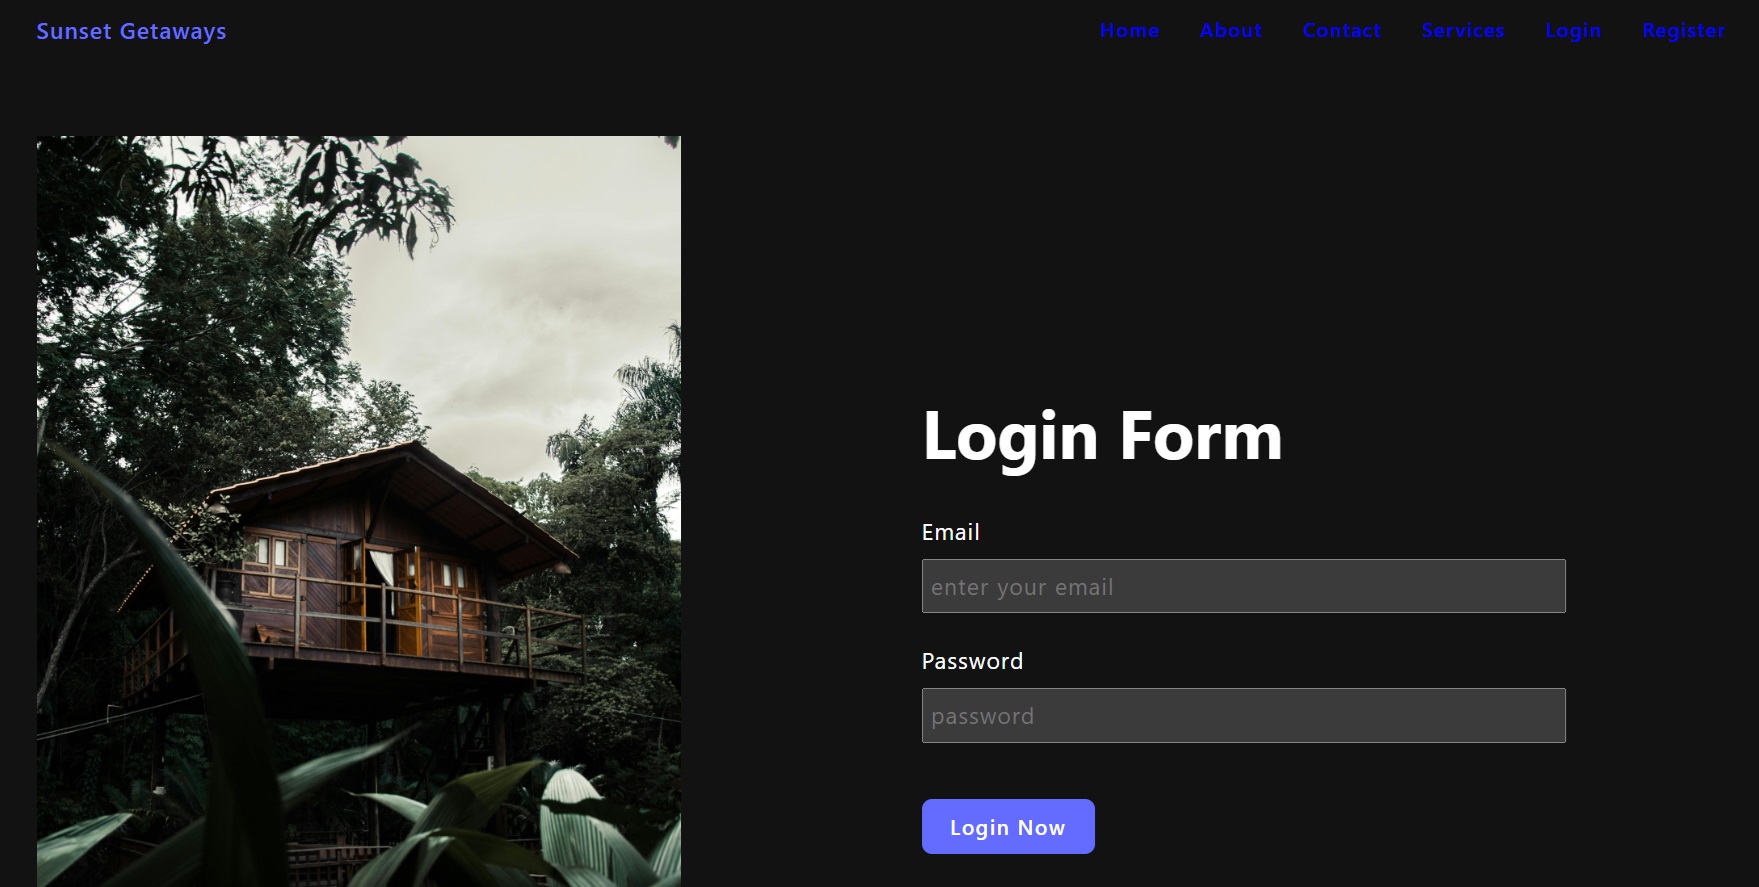 Sunset Getaways
Home About Contact Services Login Register
Login Form
Email
enter your email
Password
password
Login Now